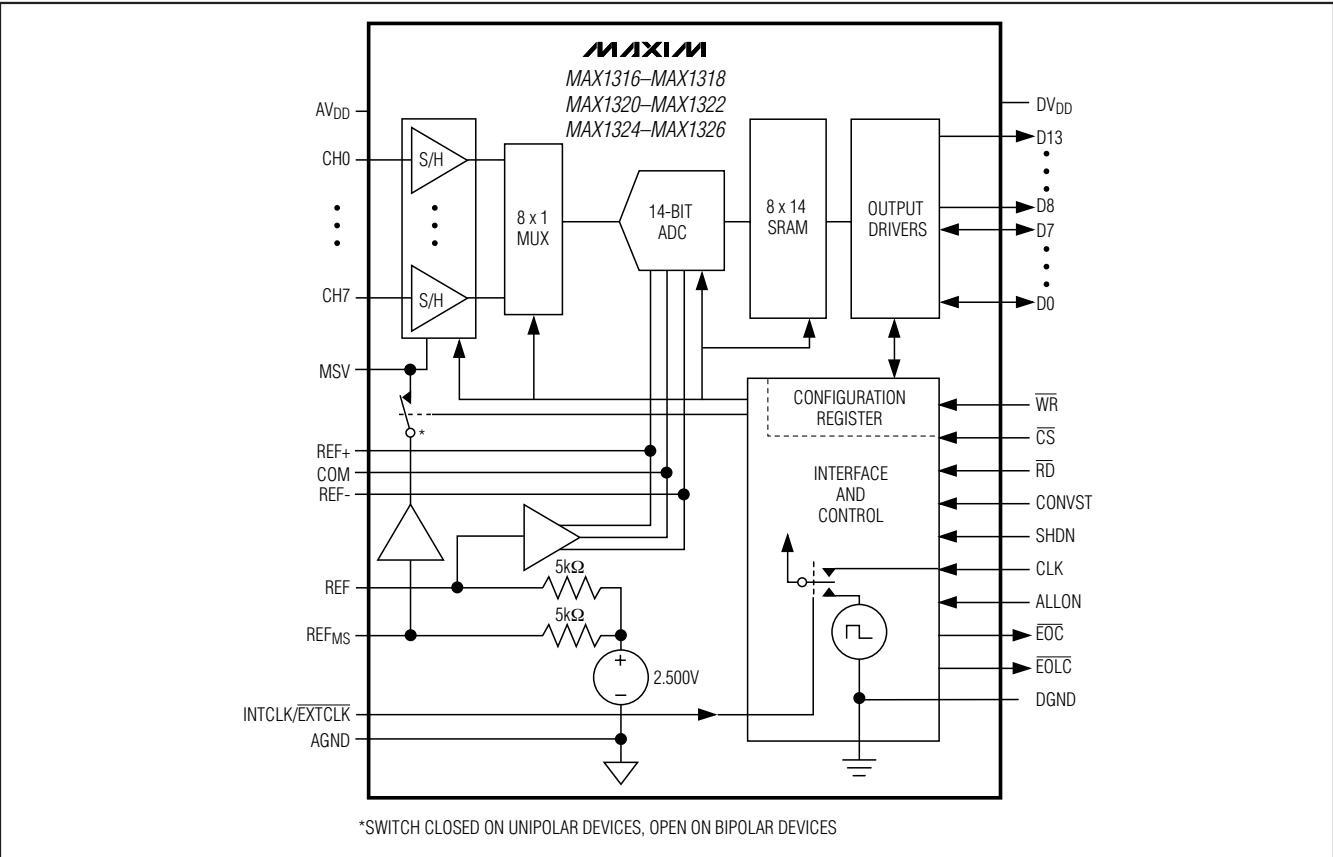 MAXIM
MAX1316–MAX1318
MAX1320–MAX1322
MAX1324–MAX1326
AVDD
CH0
CH7
MSV
REF+
COM
REF-
REF
REFMS
INTCLK/EXTCLK
AGND
S/H
S/H
8 x 1
MUX
14-BIT
ADC
8 x 14
SRAM
OUTPUT
DRIVERS
*
5kΩ
5kΩ
+
2.500V
−
CONFIGURATION
REGISTER
INTERFACE
AND
CONTROL
DVDD
D13
D8
D7
D0
WR
CS
RD
CONVST
SHDN
CLK
ALLON
EOC
EOLC
DGND
*SWITCH CLOSED ON UNIPOLAR DEVICES, OPEN ON BIPOLAR DEVICES